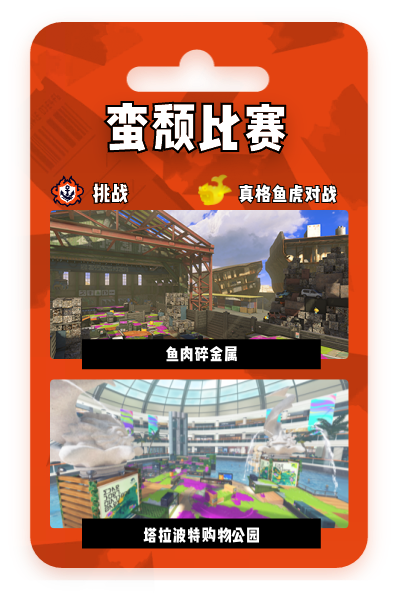 蛮颓比赛
挑战
真格鱼虎对战
鱼肉碎金属
塔拉波特购物公园